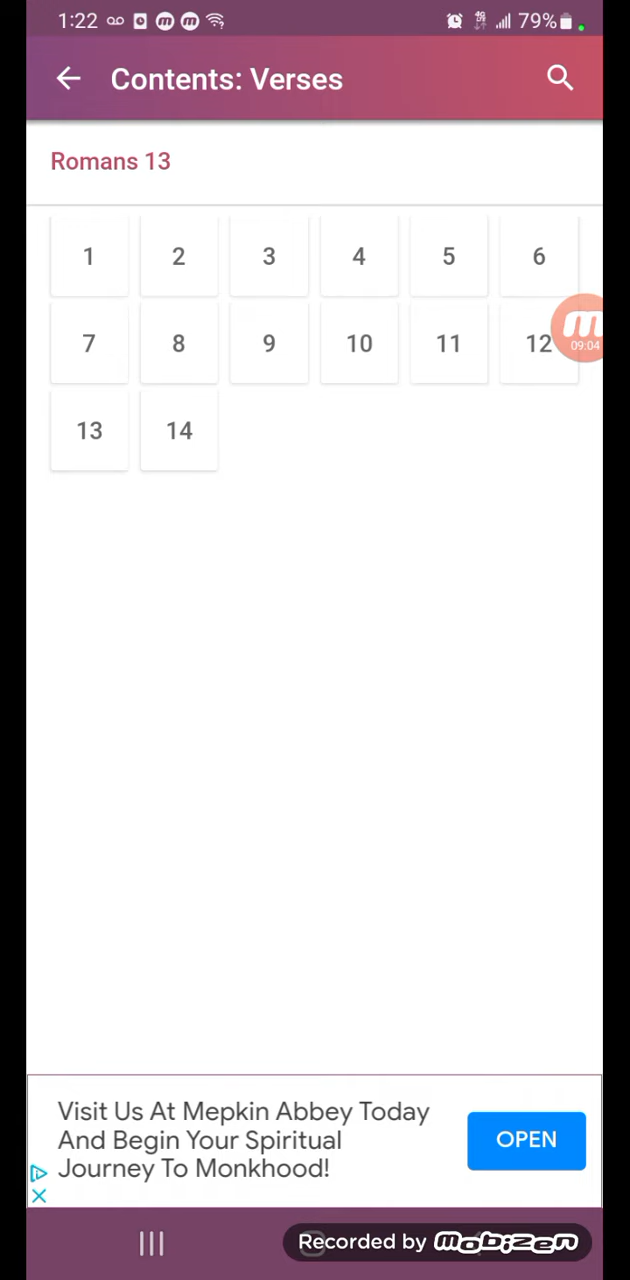 1:22 79%
Contents: Verses
Romans 13
1 2 3 4 5 6
7 8 9 10 11 12
09:04
13 14
Visit Us At Mepkin Abbey Today
And Begin Your Spiritual
Journey To Monkhood!
OPEN
Recorded by mobizen